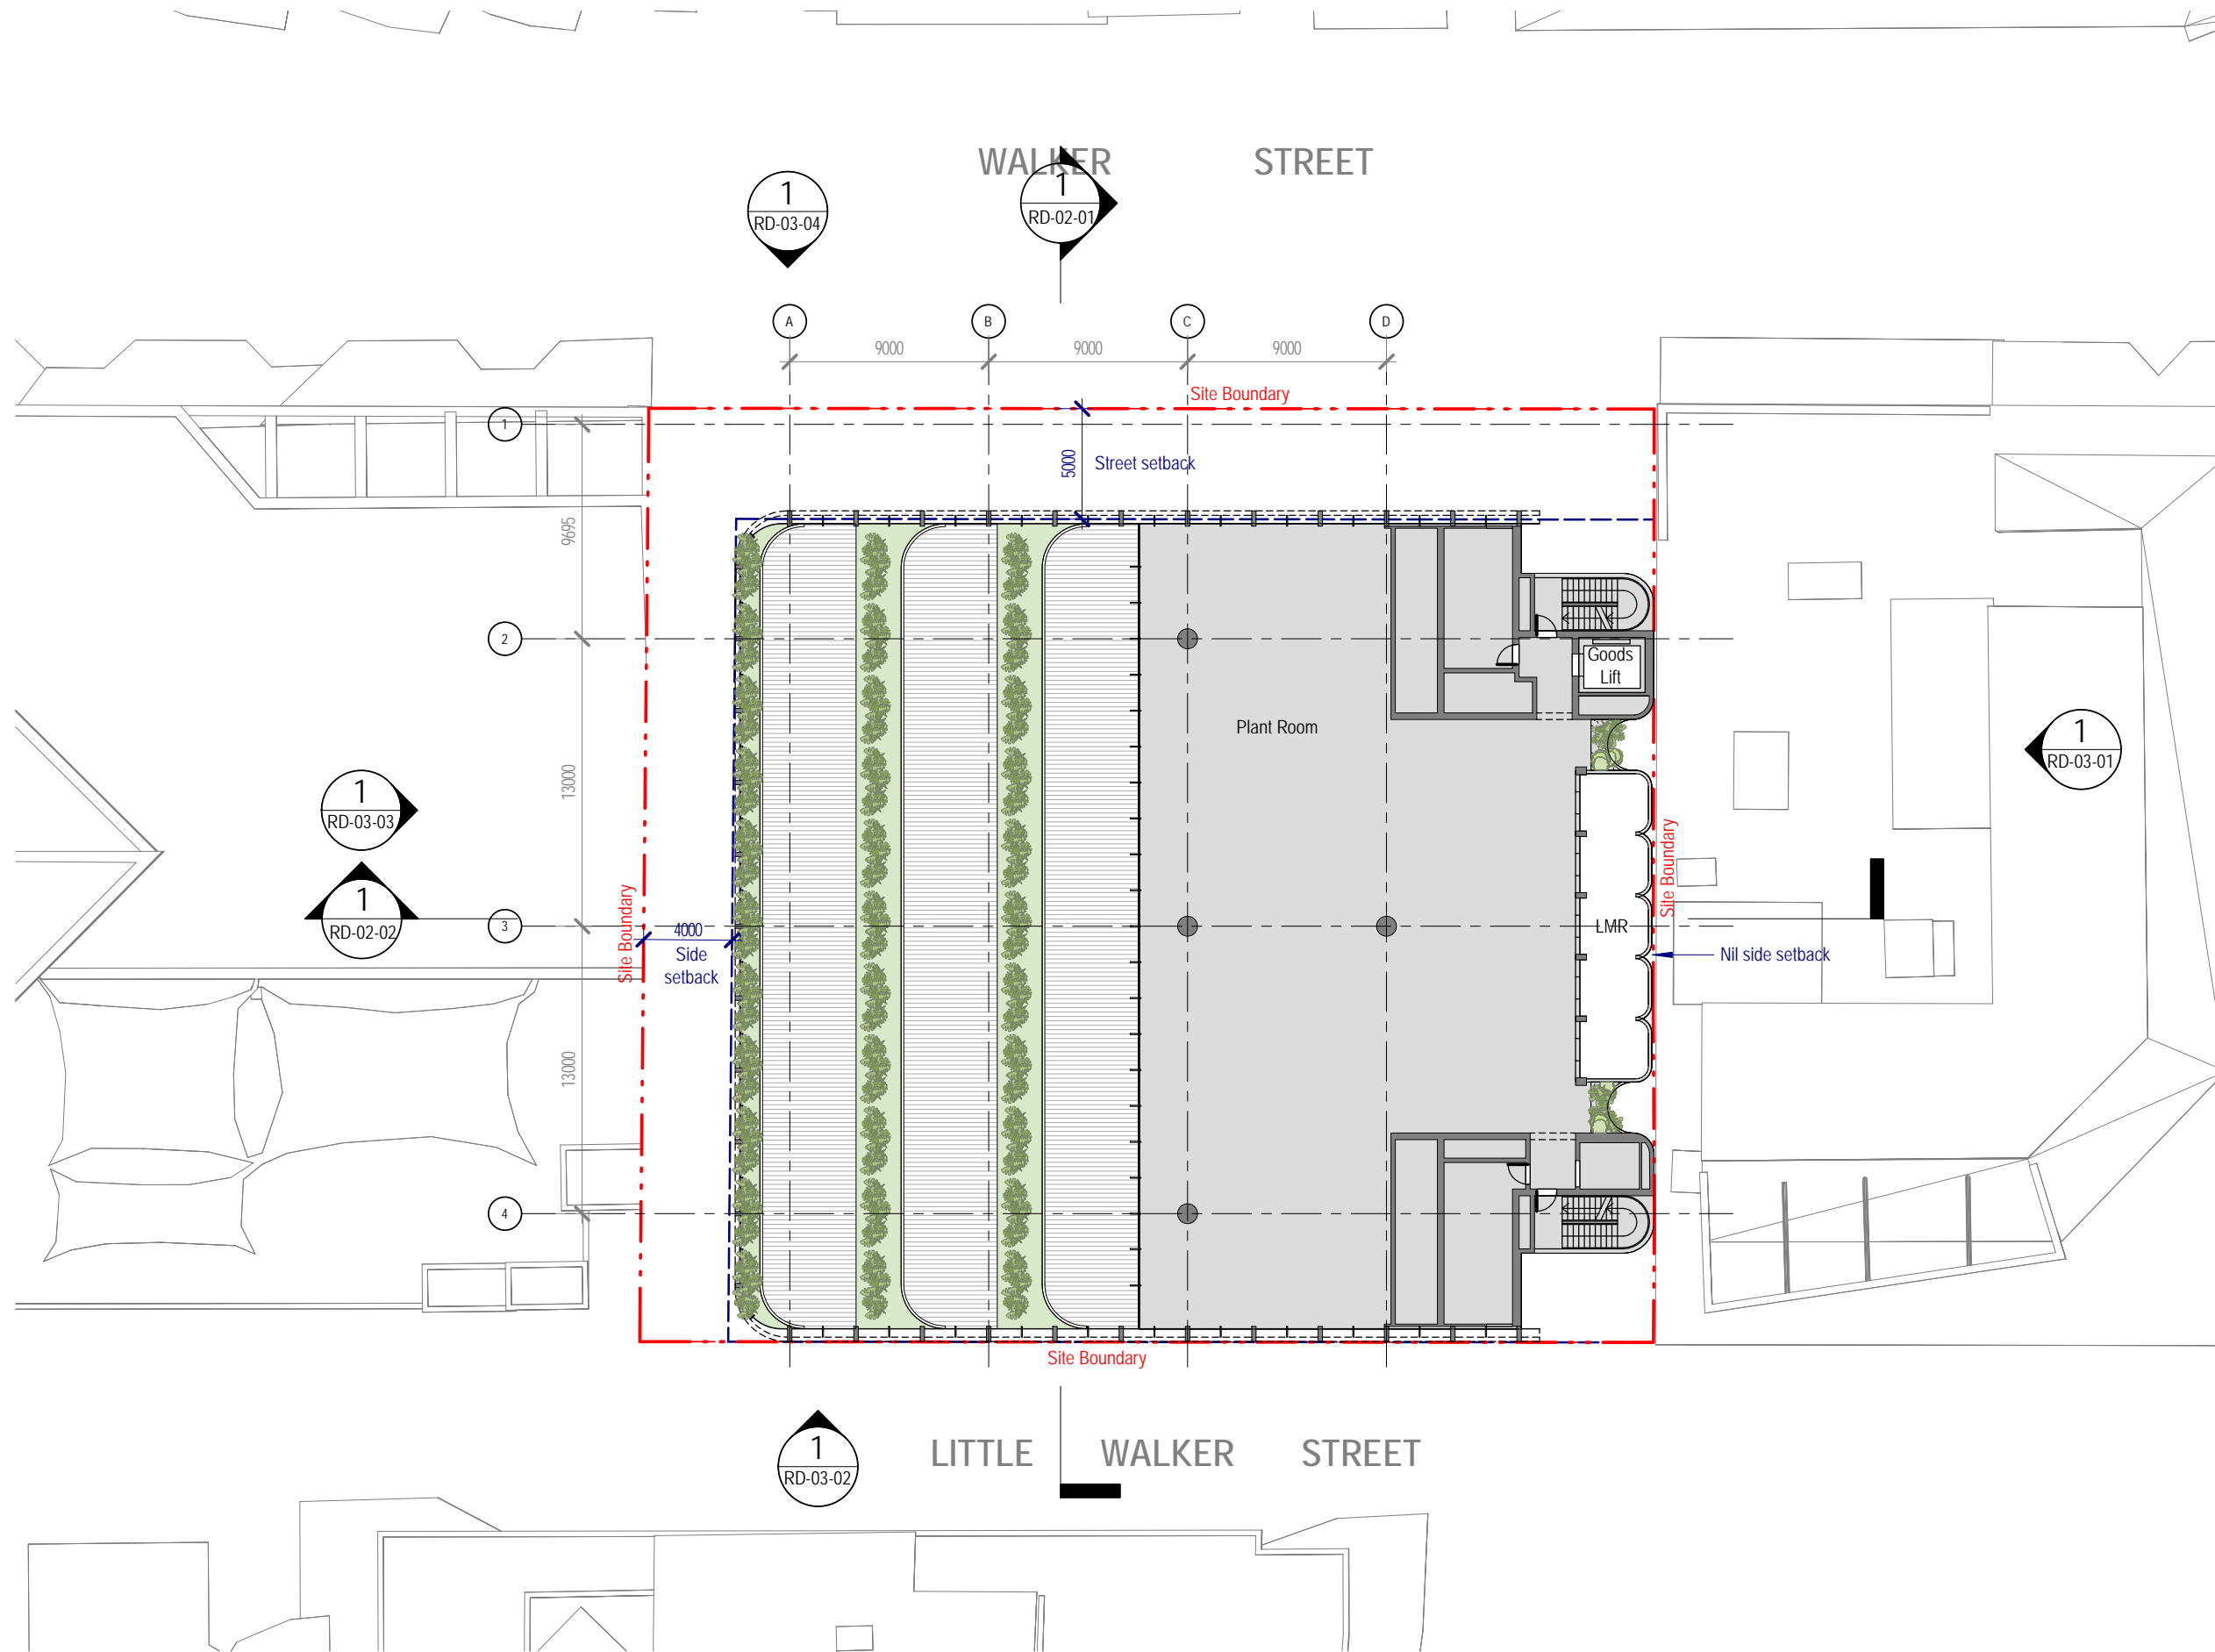 WALKER STREET
1
RD-03-04
1
RD-02-01
A
B
C
D
9000
9000
9000
Site Boundary
1
5000
Street setback
9695
2
Goods
Lift
Plant Room
13000
1
RD-03-03
1
RD-03-01
Site Boundary
1
RD-02-02
3
Site Boundary
4000
Side
setback
LMR
Nil side setback
13000
4
Site Boundary
1
RD-03-02
LITTLE WALKER STREET